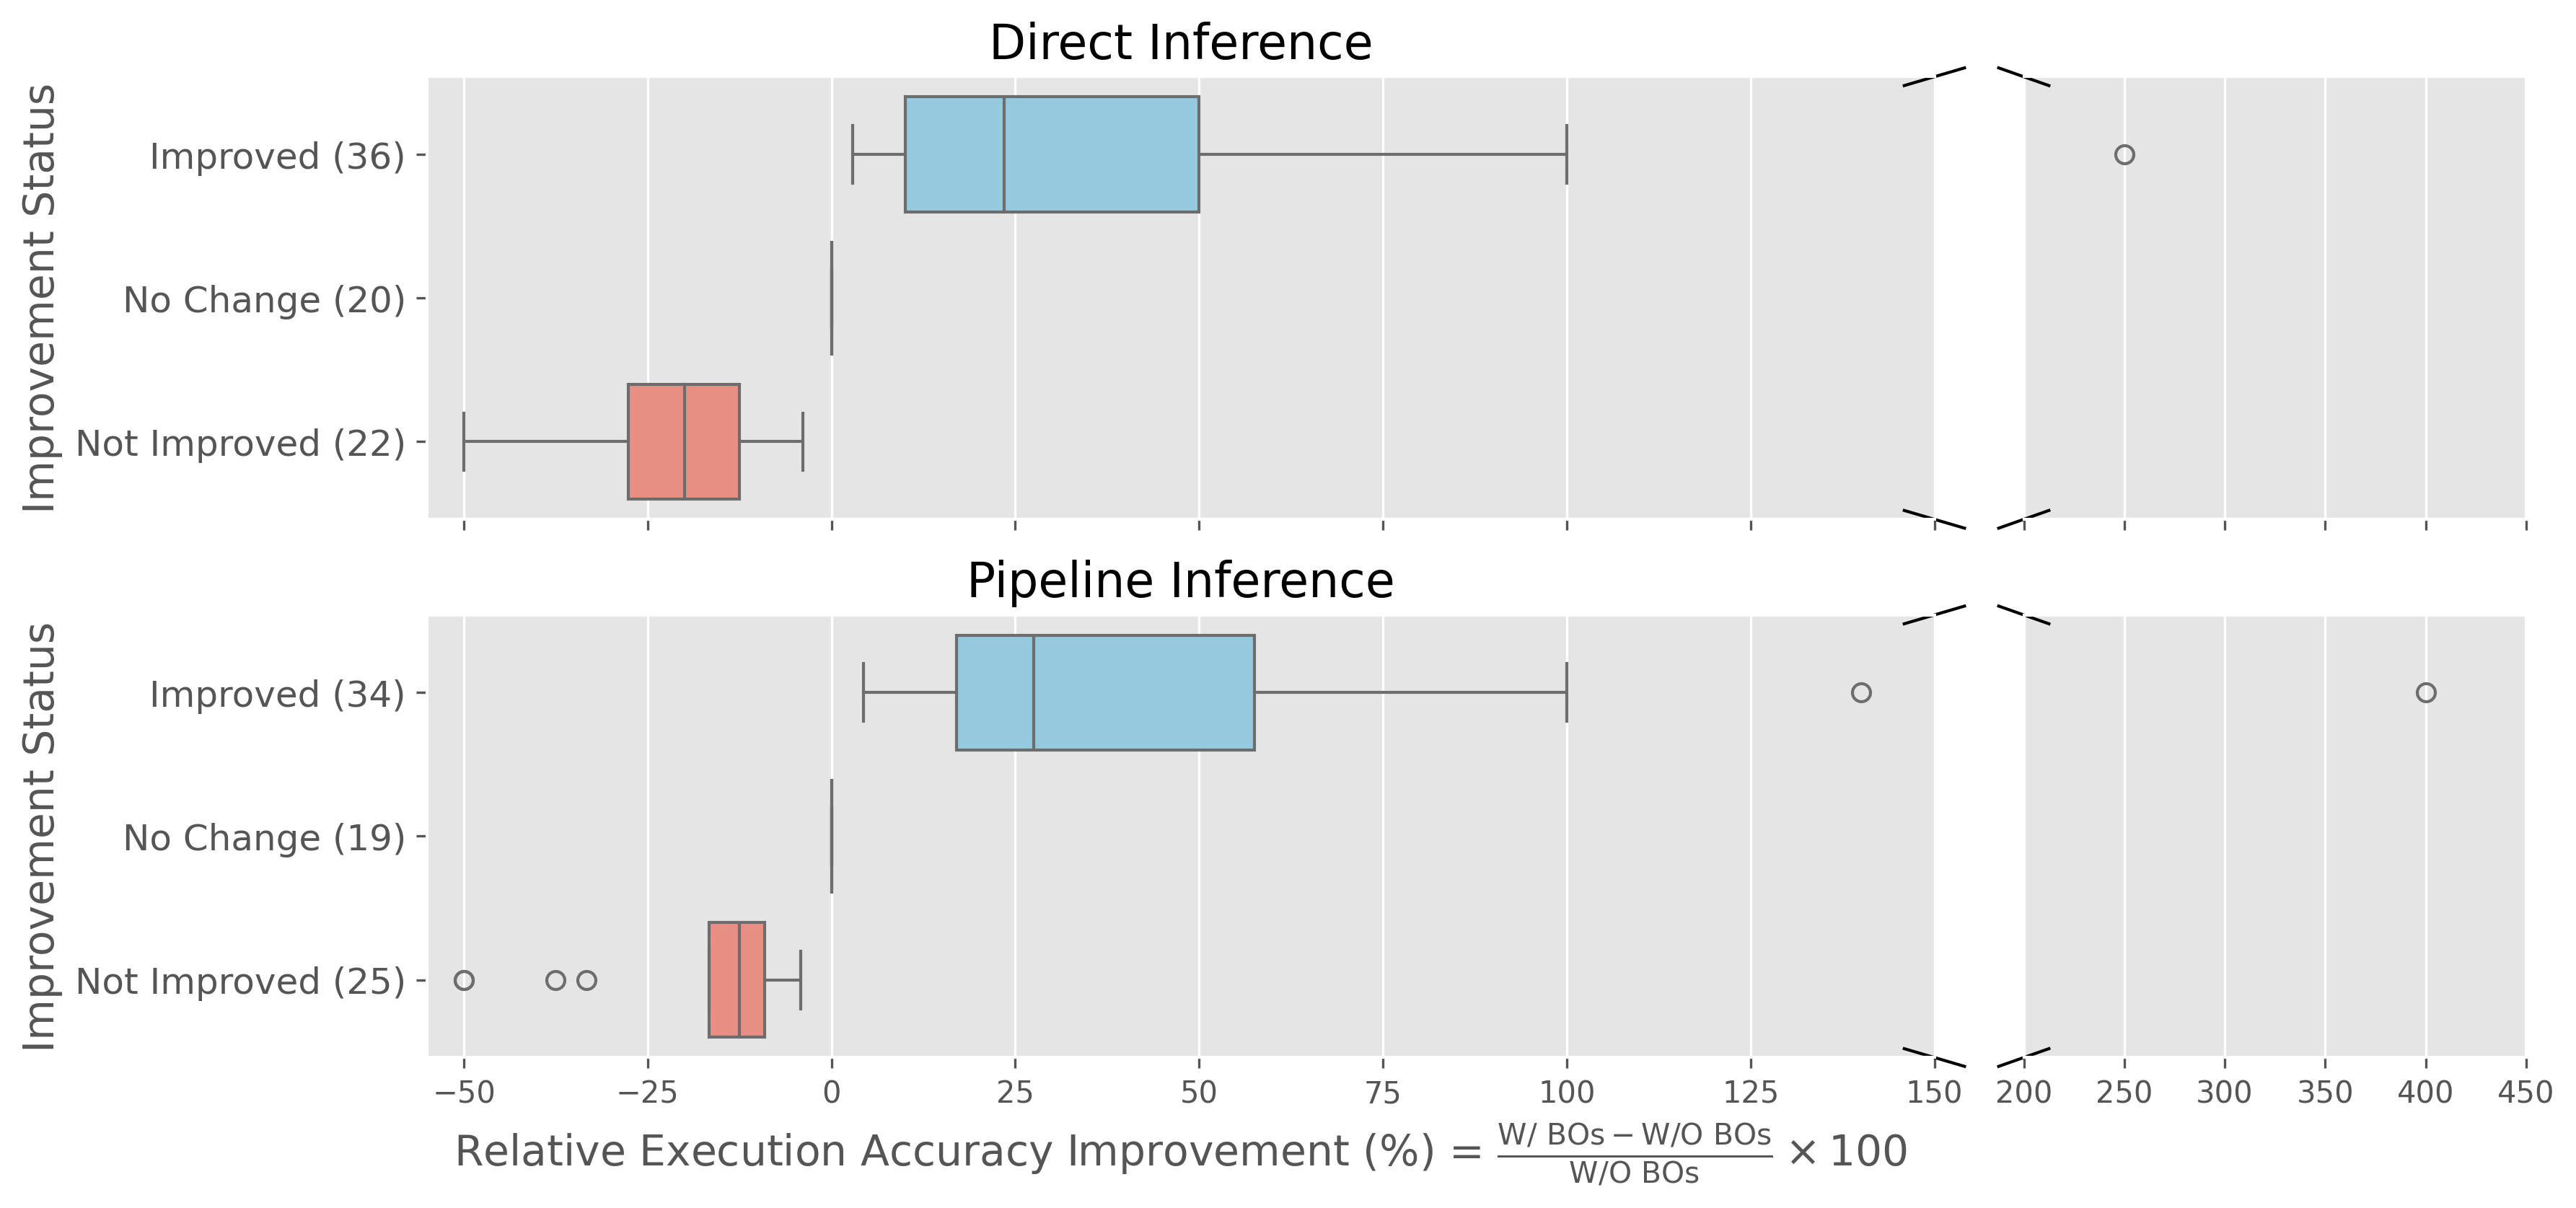 Direct Inference
Improvement Status
Improved (36)
No Change (20)
Not Improved (22)
Pipeline Inference
Improvement Status
Improved (34)
No Change (19)
Not Improved (25)
−50 −25 0 25 50 75 100 125 150 200 250 300 350 400 450
Relative Execution Accuracy Improvement (%) = W/ BOs − W/O BOs / W/O BOs × 100